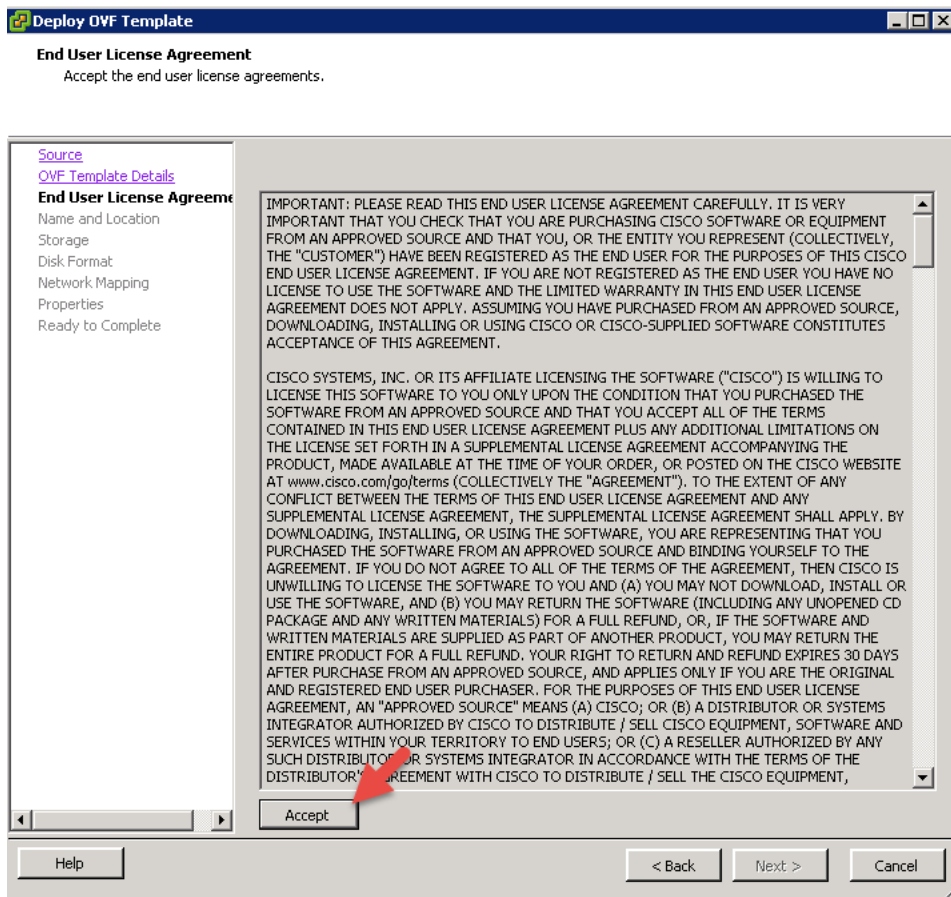 Deploy OVF Template
End User License Agreement
Accept the end user license agreements.
Source
OVF Template Details
End User License Agreeme
Name and Location
Storage
Disk Format
Network Mapping
Properties
Ready to Complete
IMPORTANT: PLEASE READ THIS END USER LICENSE AGREEMENT CAREFULLY. IT IS VERY
IMPORTANT THAT YOU CHECK THAT YOU ARE PURCHASING CISCO SOFTWARE OR EQUIPMENT
FROM AN APPROVED SOURCE AND THAT YOU, OR THE ENTITY YOU REPRESENT (COLLECTIVELY,
THE "CUSTOMER") HAVE BEEN REGISTERED AS THE END USER FOR THE PURPOSES OF THIS CISCO
END USER LICENSE AGREEMENT. IF YOU ARE NOT REGISTERED AS THE END USER YOU HAVE NO
LICENSE TO USE THE SOFTWARE AND THE LIMITED WARRANTY IN THIS END USER LICENSE
AGREEMENT DOES NOT APPLY. ASSUMING YOU HAVE PURCHASED FROM AN APPROVED SOURCE,
DOWNLOADING, INSTALLING OR USING CISCO OR CISCO-SUPPLIED SOFTWARE CONSTITUTES
ACCEPTANCE OF THIS AGREEMENT.
CISCO SYSTEMS, INC. OR ITS AFFILIATE LICENSING THE SOFTWARE ("CISCO") IS WILLING TO
LICENSE THIS SOFTWARE TO YOU ONLY UPON THE CONDITION THAT YOU PURCHASED THE
SOFTWARE FROM AN APPROVED SOURCE AND THAT YOU ACCEPT ALL OF THE TERMS
CONTAINED IN THIS END USER LICENSE AGREEMENT PLUS ANY ADDITIONAL LIMITATIONS ON
THE LICENSE SET FORTH IN A SUPPLEMENTAL LICENSE AGREEMENT ACCOMPANYING THE
PRODUCT, MADE AVAILABLE AT THE TIME OF YOUR ORDER, OR POSTED ON THE CISCO WEBSITE
AT www.cisco.com/go/terms (COLLECTIVELY THE "AGREEMENT"). TO THE EXTENT OF ANY
CONFLICT BETWEEN THE TERMS OF THIS END USER LICENSE AGREEMENT AND ANY
SUPPLEMENTAL LICENSE AGREEMENT, THE SUPPLEMENTAL LICENSE AGREEMENT SHALL APPLY. BY
DOWNLOADING, INSTALLING, OR USING THE SOFTWARE, YOU ARE REPRESENTING THAT YOU
PURCHASED THE SOFTWARE FROM AN APPROVED SOURCE AND BINDING YOURSELF TO THE
AGREEMENT. IF YOU DO NOT AGREE TO ALL OF THE TERMS OF THE AGREEMENT, THEN CISCO IS
UNWILLING TO LICENSE THE SOFTWARE TO YOU AND (A) YOU MAY NOT DOWNLOAD, INSTALL OR
USE THE SOFTWARE, AND (B) YOU MAY RETURN THE SOFTWARE (INCLUDING ANY UNOPENED CD
PACKAGE AND ANY WRITTEN MATERIALS) FOR A FULL REFUND, OR, IF THE SOFTWARE AND
WRITTEN MATERIALS ARE SUPPLIED AS PART OF ANOTHER PRODUCT, YOU MAY RETURN THE
ENTIRE PRODUCT FOR A FULL REFUND. YOUR RIGHT TO RETURN AND REFUND EXPIRES 30 DAYS
AFTER PURCHASE FROM AN APPROVED SOURCE, AND APPLIES ONLY IF YOU ARE THE ORIGINAL
AND REGISTERED END USER PURCHASER. FOR THE PURPOSES OF THIS END USER LICENSE
AGREEMENT, AN "APPROVED SOURCE" MEANS (A) CISCO; OR (B) A DISTRIBUTOR OR SYSTEMS
INTEGRATOR AUTHORIZED BY CISCO TO DISTRIBUTE / SELL CISCO EQUIPMENT, SOFTWARE AND
SERVICES WITHIN YOUR TERRITORY TO END USERS; OR (C) A RESELLER AUTHORIZED BY ANY
SUCH DISTRIBUTOR OR SYSTEMS INTEGRATOR IN ACCORDANCE WITH THE TERMS OF THE
DISTRIBUTOR'S AGREEMENT WITH CISCO TO DISTRIBUTE / SELL THE CISCO EQUIPMENT,
Accept
Help
< Back
Next >
Cancel